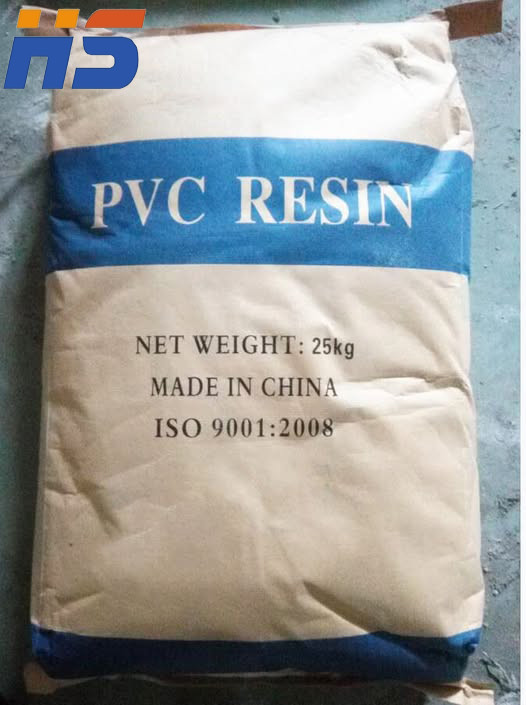 HS
PVC RESIN
NET WEIGHT: 25kg
MADE IN CHINA
ISO 9001:2008